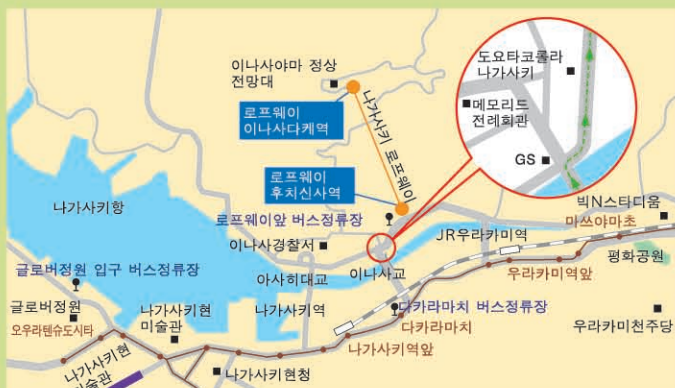 이나사야마 정상
전망대
로프웨이
이나사다케역
나가사키 로프웨이
로프웨이
후치신사역
도요타코롤라
나가사키
메모리드
전례회관
GS
빅N스타디움
나가사키항
로프웨이앞 버스정류장
JR우라카미역
마쓰야마초
이나사경찰서
평화공원
글로버정원 입구 버스정류장
아사히대교
이나사교
우라카미역앞
글로버정원
오우라텐슈도시타
나가사키현
미술관
나가사키역
다카라마치 버스정류장
다카라마치
우라카미천주당
나가사키역앞
나가사키현
나가사키현청